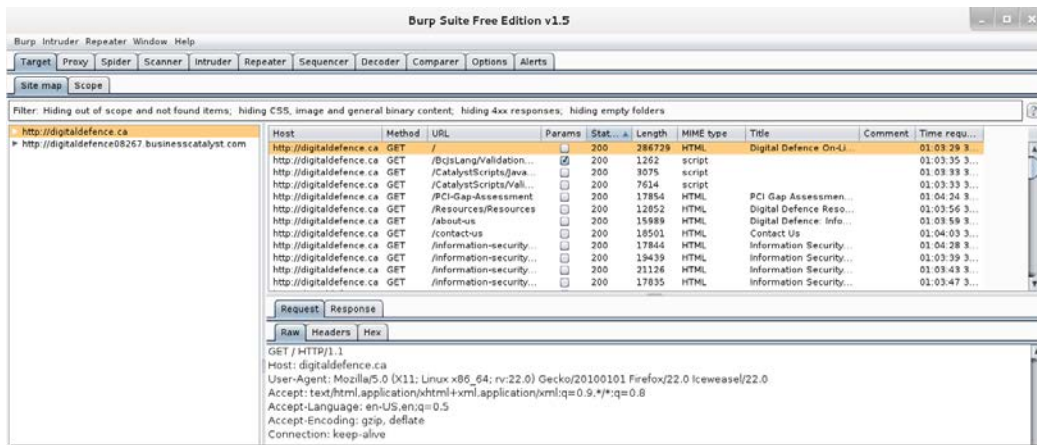 Burp Suite Free Edition v1.5
Burp Intruder Repeater Window Help
Target Proxy Spider Scanner Intruder Repeater Sequencer Decoder Comparer Options Alerts
Site map Scope
Filter: Hiding out of scope and not found items; hiding CSS, image and general binary content; hiding 4xx responses; hiding empty folders
http://digitaldefence.ca
http://digitaldefence08267.businesscatalyst.com
Host Method URL Params Stat... Length MIME type Title Comment Time requ...
http://digitaldefence.ca GET / 200 286729 HTML Digital Defence On-Li... 01:03:29 3...
http://digitaldefence.ca GET /BcJsLang/Validation... 200 1262 script 01:03:35 3...
http://digitaldefence.ca GET /CatalystScripts/Java... 200 3075 script 01:03:33 3...
http://digitaldefence.ca GET /CatalystScripts/Vali... 200 7614 script 01:03:33 3...
http://digitaldefence.ca GET /PCI-Gap-Assessment 200 17854 HTML PCI Gap Assessmen... 01:04:24 3...
http://digitaldefence.ca GET /Resources/Resources 200 12852 HTML Digital Defence Reso... 01:03:56 3...
http://digitaldefence.ca GET /about-us 200 15989 HTML Digital Defence: Info... 01:03:59 3...
http://digitaldefence.ca GET /contact-us 200 18501 HTML Contact Us 01:04:03 3...
http://digitaldefence.ca GET /information-security... 200 17844 HTML Information Security... 01:04:28 3...
http://digitaldefence.ca GET /information-security... 200 19439 HTML Information Security... 01:03:39 3...
http://digitaldefence.ca GET /information-security... 200 21126 HTML Information Security... 01:03:43 3...
http://digitaldefence.ca GET /information-security... 200 17835 HTML Information Security... 01:03:47 3...
Request Response
Raw Headers Hex
GET / HTTP/1.1
Host: digitaldefence.ca
User-Agent: Mozilla/5.0 (X11; Linux x86_64; rv:22.0) Gecko/20100101 Firefox/22.0 Iceweasel/22.0
Accept: text/html,application/xhtml+xml,application/xml;q=0.9,*/*;q=0.8
Accept-Language: en-US,en;q=0.5
Accept-Encoding: gzip, deflate
Connection: keep-alive